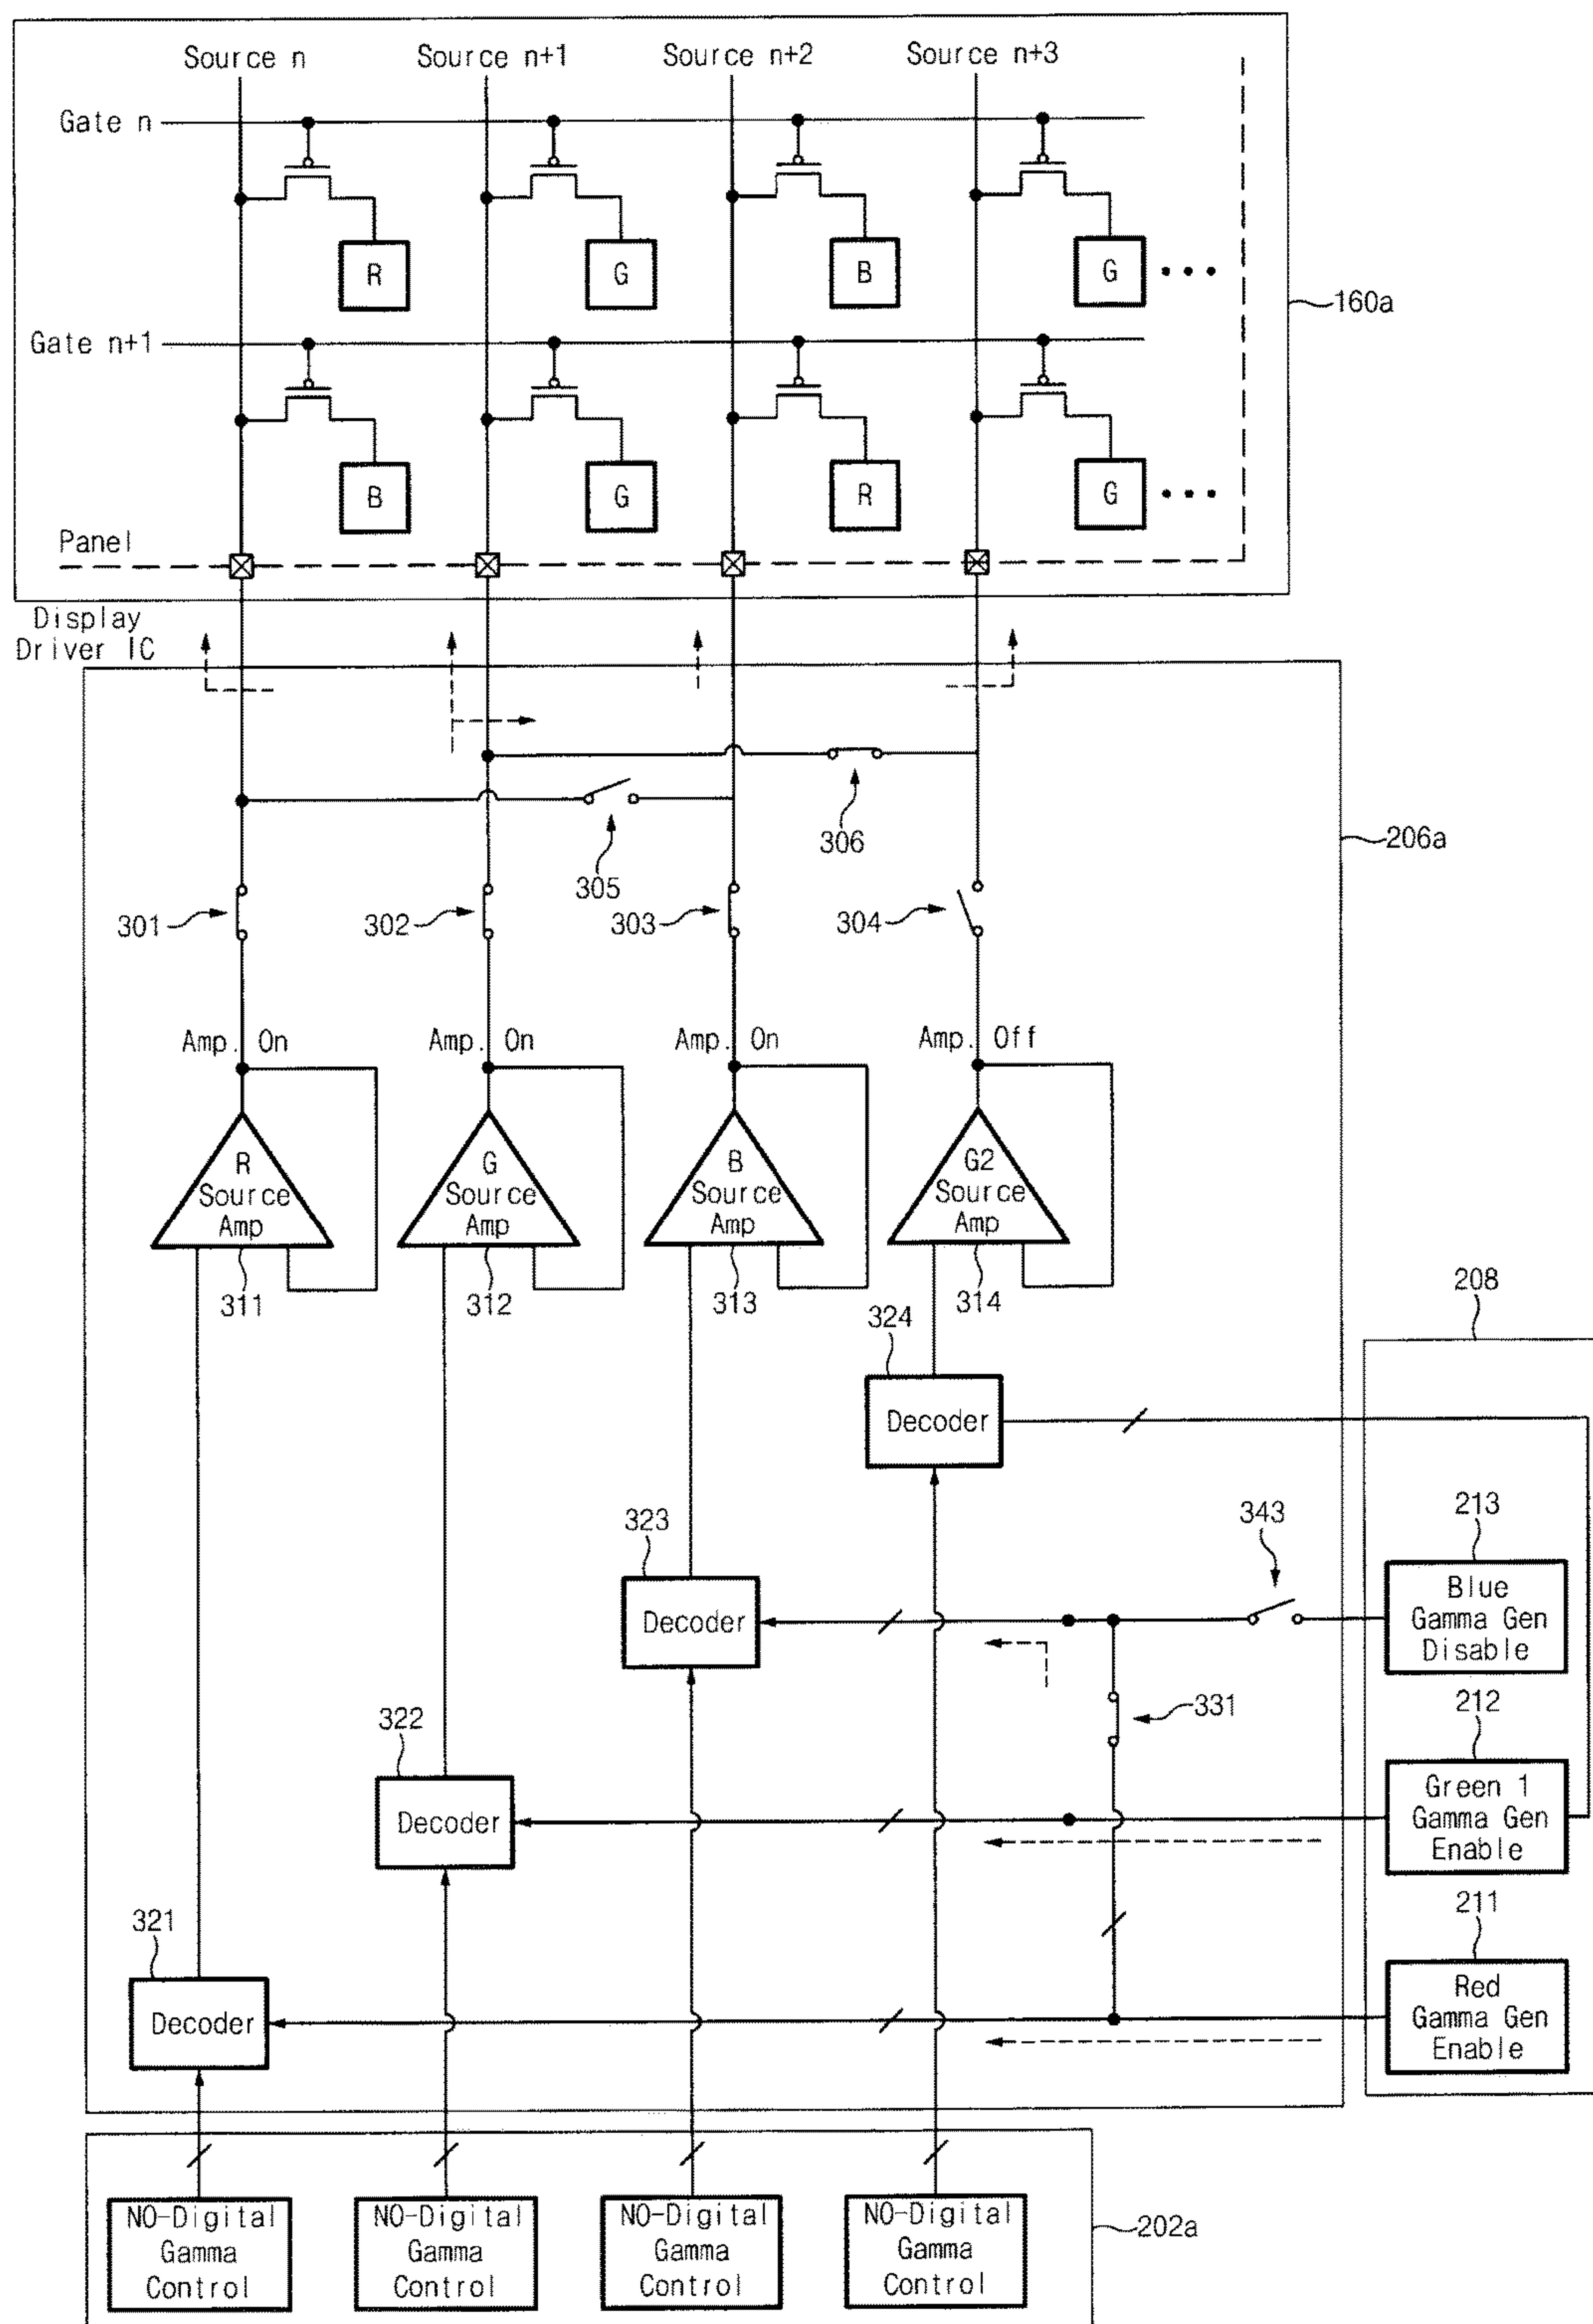 Source n Source n+1 Source n+2 Source n+3
Gate n
R G B G
160a
Gate n+1
B G R G
Panel
Display
Driver IC
306
206a
305
301 302 303 304
Amp. On Amp. On Amp. On Amp. Off
R
Source
Amp
G
Source
Amp
B
Source
Amp
G2
Source
Amp
311 312 313 314
208
324
Decoder
213
343
323
Decoder
Blue
Gamma Gen
Disable
331
212
322
Decoder
Green 1
Gamma Gen
Enable
211
321
Decoder
Red
Gamma Gen
Enable
NO-Digital
Gamma
Control
NO-Digital
Gamma
Control
NO-Digital
Gamma
Control
NO-Digital
Gamma
Control
202a